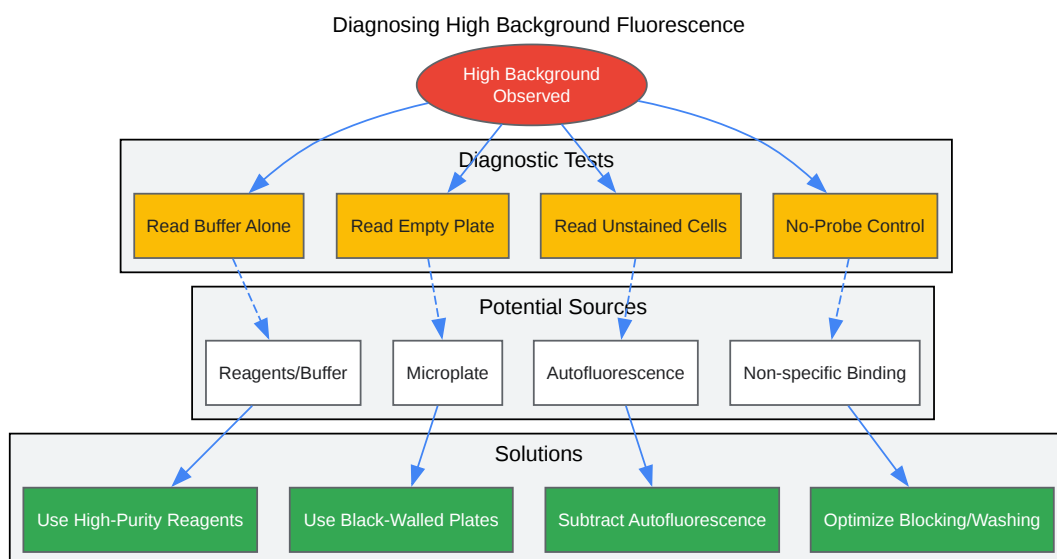 Diagnosing High Background Fluorescence
High Background
Observed
Diagnostic Tests
Read Buffer Alone
Read Empty Plate
Read Unstained Cells
No-Probe Control
Potential Sources
Reagents/Buffer
Microplate
Autofluorescence
Non-specific Binding
Solutions
Use High-Purity Reagents
Use Black-Walled Plates
Subtract Autofluorescence
Optimize Blocking/Washing